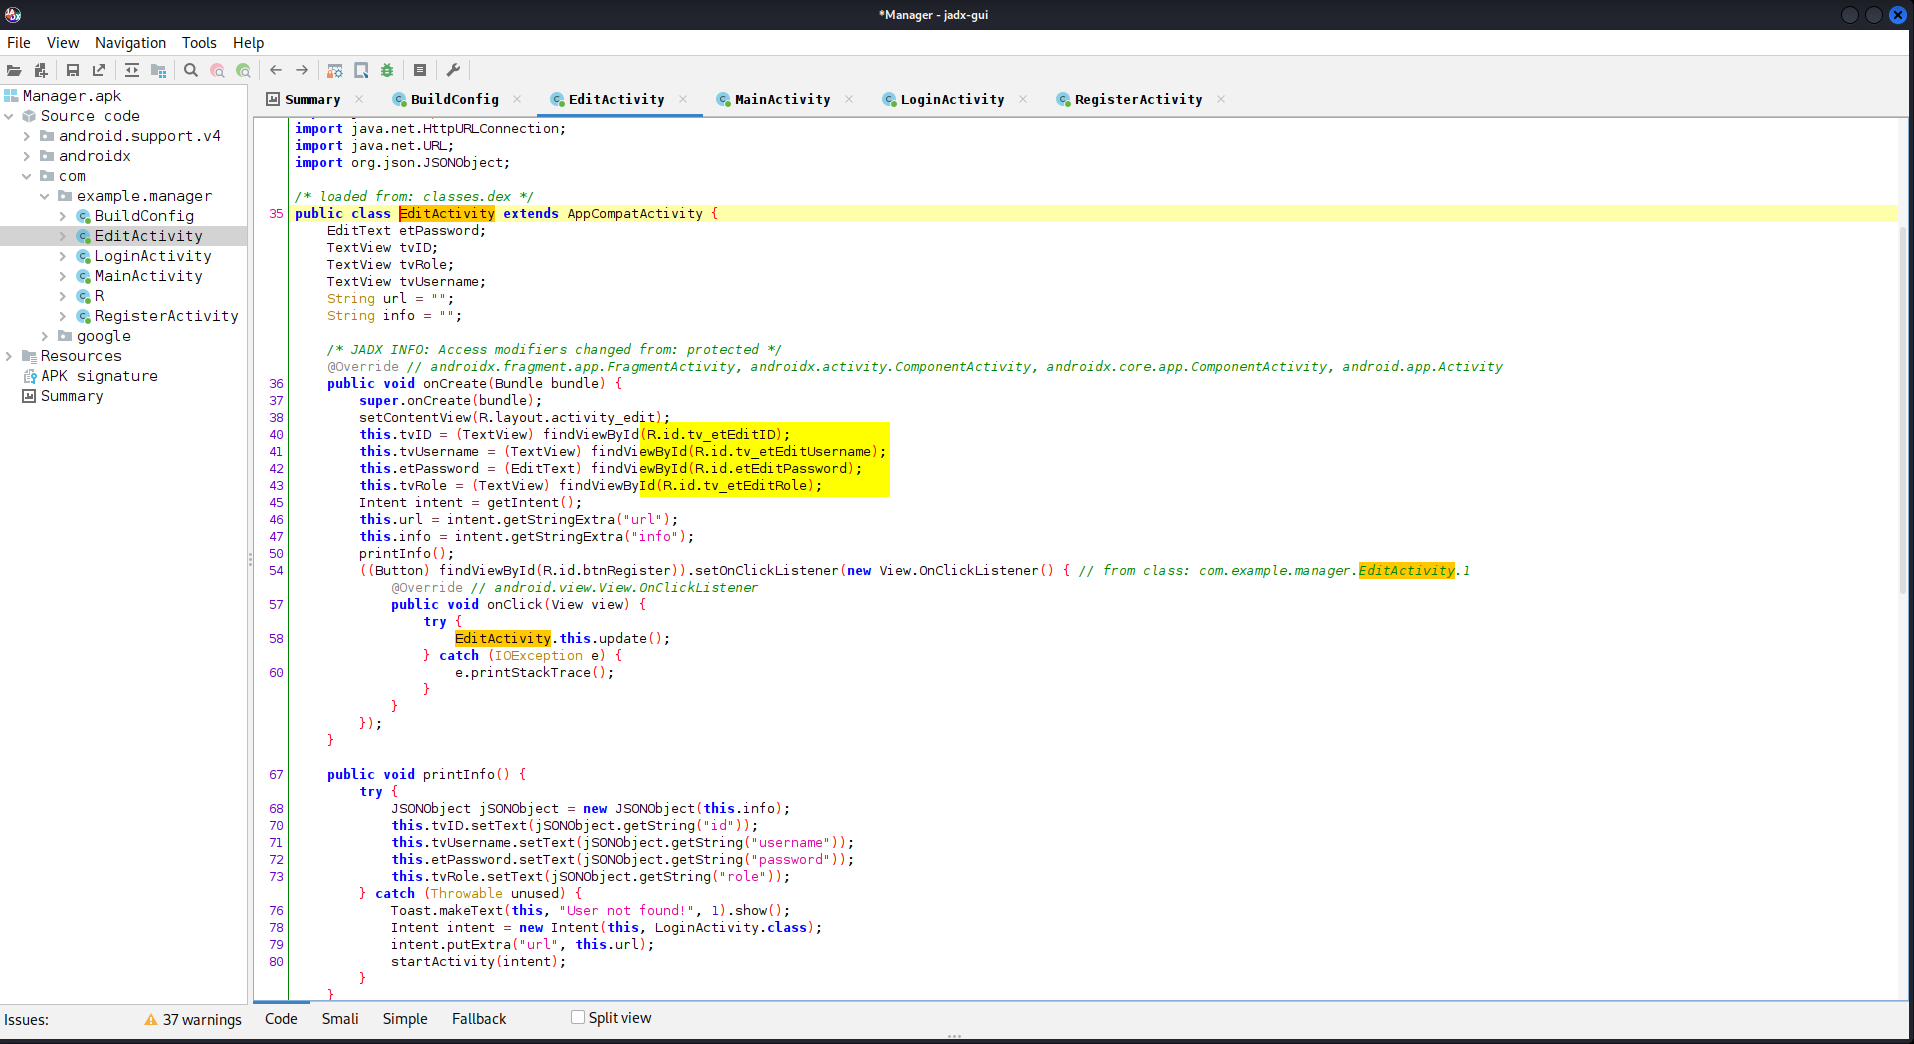 *Manager - jadx-gui
File View Navigation Tools Help
Manager.apk
Source code
android.support.v4
androidx
com
example.manager
BuildConfig
EditActivity
LoginActivity
MainActivity
R
RegisterActivity
google
Resources
APK signature
Summary
Summary BuildConfig EditActivity MainActivity LoginActivity RegisterActivity
import java.net.HttpURLConnection;
import java.net.URL;
import org.json.JSONObject;
/* loaded from: classes.dex */
35 public class EditActivity extends AppCompatActivity {
EditText etPassword;
TextView tvID;
TextView tvRole;
TextView tvUsername;
String url = "";
String info = "";
/* JADX INFO: Access modifiers changed from: protected */
@Override // androidx.fragment.app.FragmentActivity, androidx.activity.ComponentActivity, androidx.core.app.ComponentActivity, android.app.Activity
36 public void onCreate(Bundle bundle) {
37 super.onCreate(bundle);
38 setContentView(R.layout.activity_edit);
40 this.tvID = (TextView) findViewById(R.id.tv_etEditID);
41 this.tvUsername = (TextView) findViewById(R.id.tv_etEditUsername);
42 this.etPassword = (EditText) findViewById(R.id.etEditPassword);
43 this.tvRole = (TextView) findViewById(R.id.tv_etEditRole);
45 Intent intent = getIntent();
46 this.url = intent.getStringExtra("url");
47 this.info = intent.getStringExtra("info");
50 printInfo();
54 ((Button) findViewById(R.id.btnRegister)).setOnClickListener(new View.OnClickListener() { // from class: com.example.manager.EditActivity.1
@Override // android.view.View.OnClickListener
57 public void onClick(View view) {
try {
58 EditActivity.this.update();
} catch (IOException e) {
60 e.printStackTrace();
}
}
});
}
67 public void printInfo() {
try {
68 JSONObject jSONObject = new JSONObject(this.info);
70 this.tvID.setText(jSONObject.getString("id"));
71 this.tvUsername.setText(jSONObject.getString("username"));
72 this.etPassword.setText(jSONObject.getString("password"));
73 this.tvRole.setText(jSONObject.getString("role"));
} catch (Throwable unused) {
76 Toast.makeText(this, "User not found!", 1).show();
78 Intent intent = new Intent(this, LoginActivity.class);
79 intent.putExtra("url", this.url);
80 startActivity(intent);
}
}
Issues: 37 warnings Code Smali Simple Fallback Split view